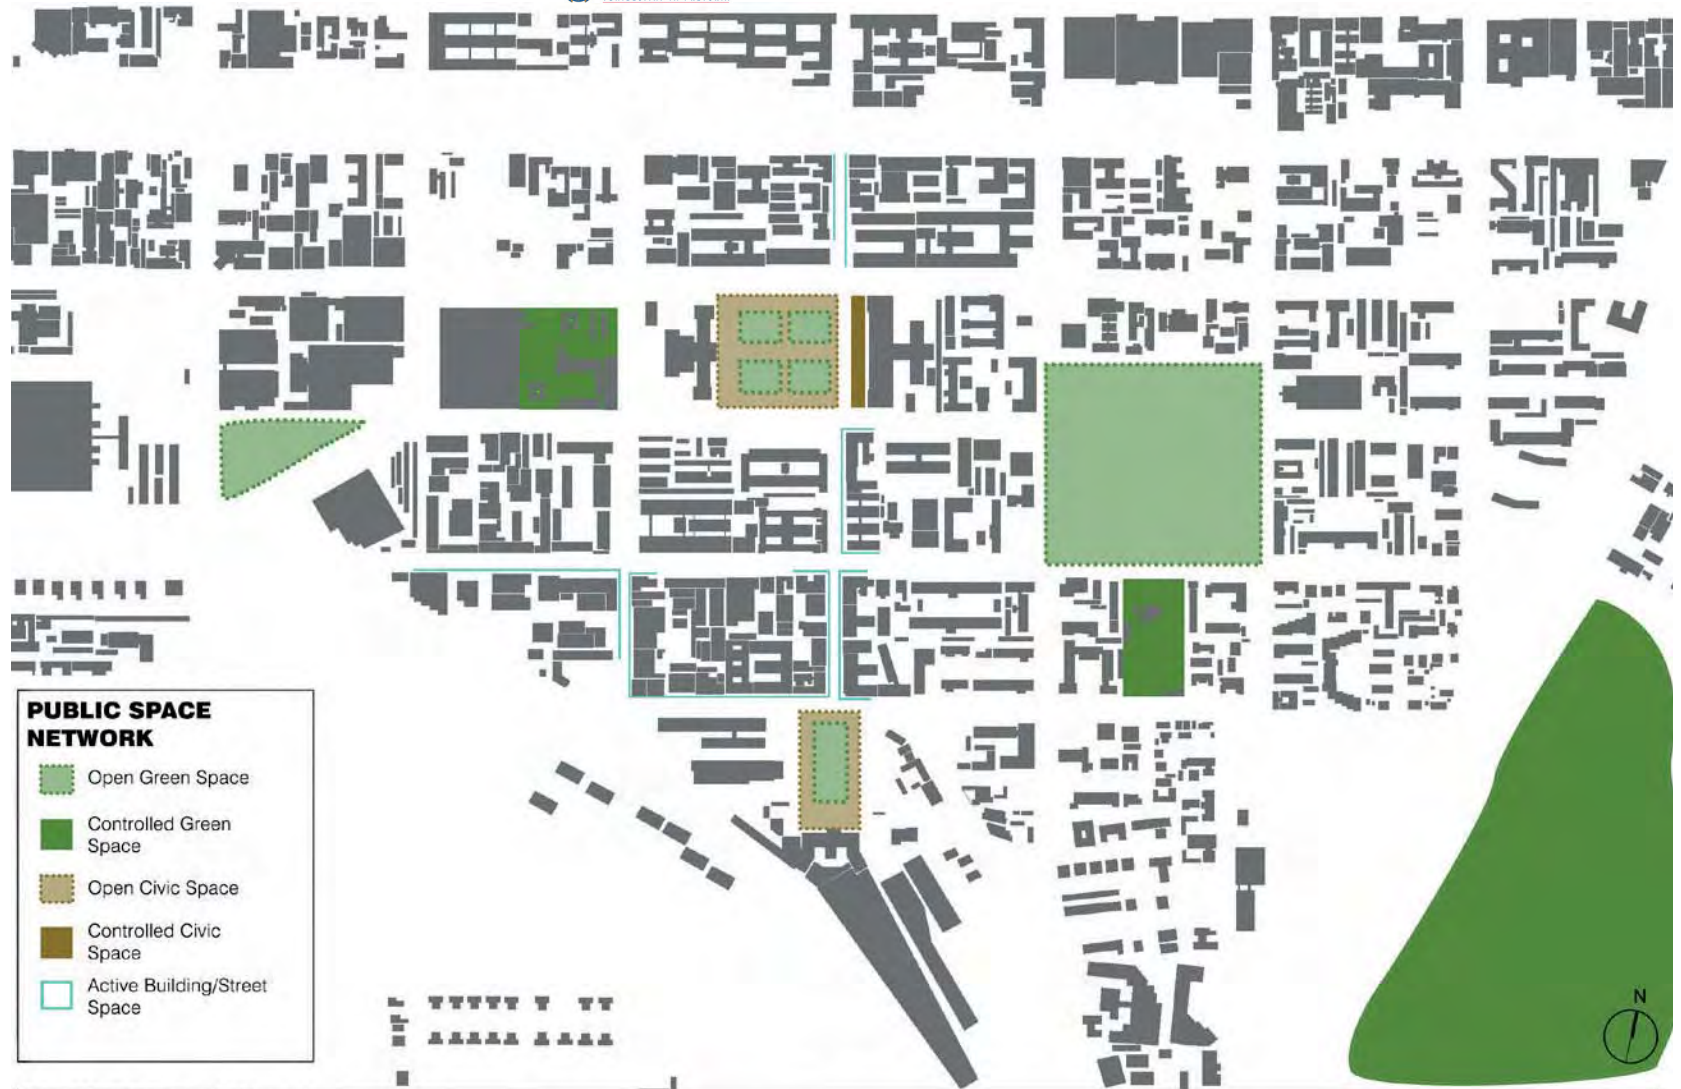 PUBLIC SPACE
NETWORK
Open Green Space
Controlled Green
Space
Open Civic Space
Controlled Civic
Space
Active Building/Street
Space
N